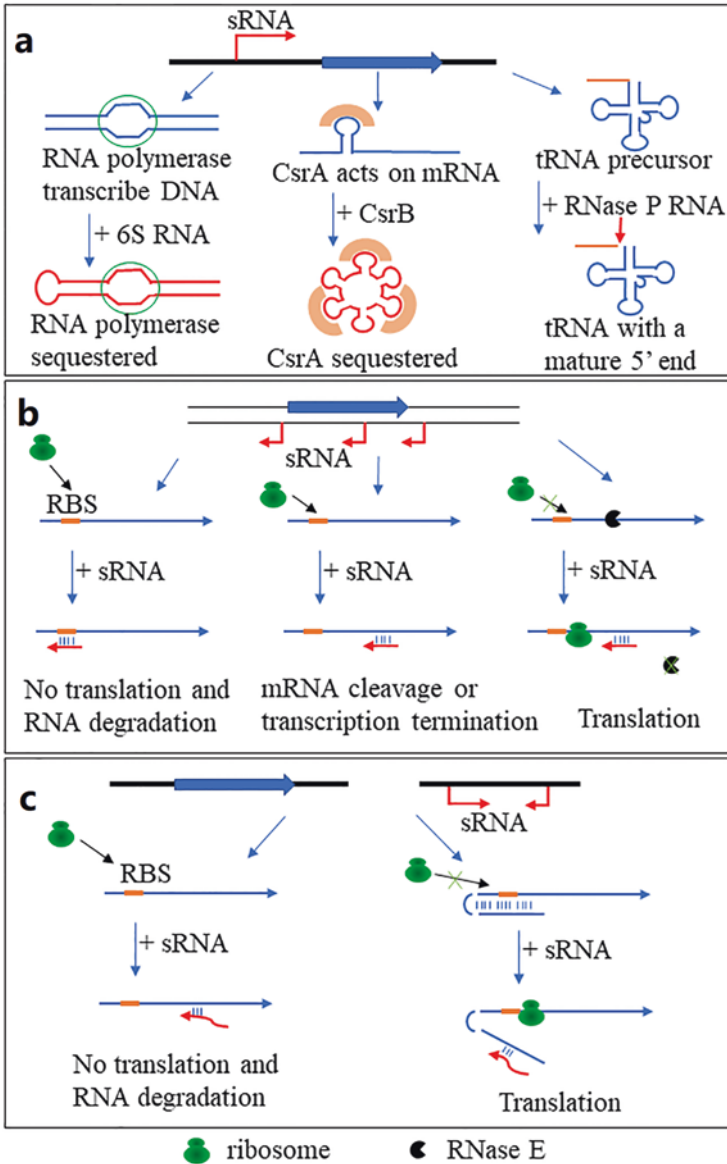 a
sRNA
RNA polymerase
transcribe DNA
+ 6S RNA
RNA polymerase
sequestered
CsrA acts on mRNA
+ CsrB
CsrA sequestered
tRNA precursor
+ RNase P RNA
tRNA with a
mature 5' end
b
sRNA
RBS
+ sRNA
No translation and
RNA degradation
+ sRNA
mRNA cleavage or
transcription termination
+ sRNA
Translation
c
sRNA
RBS
+ sRNA
No translation and
RNA degradation
+ sRNA
Translation
ribosome
RNase E